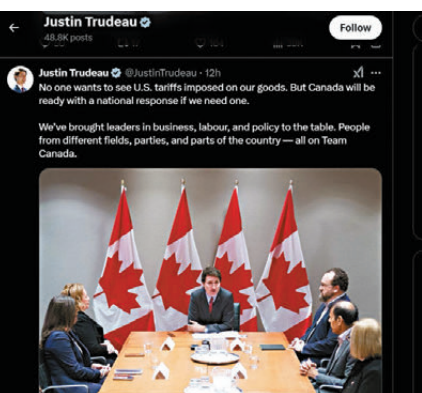 Justin Trudeau
48.8K posts
Follow
Justin Trudeau @JustinTrudeau · 12h
No one wants to see U.S. tariffs imposed on our goods. But Canada will be
ready with a national response if we need one.
We've brought leaders in business, labour, and policy to the table. People
from different fields, parties, and parts of the country — all on Team
Canada.